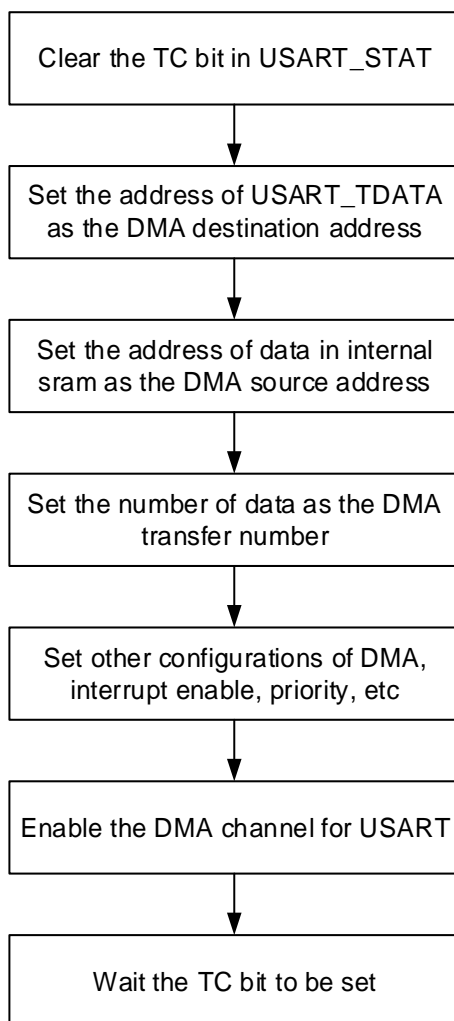 Clear the TC bit in USART_STAT
Set the address of USART_TDATA
as the DMA destination address
Set the address of data in internal
sram as the DMA source address
Set the number of data as the DMA
transfer number
Set other configurations of DMA,
interrupt enable, priority, etc
Enable the DMA channel for USART
Wait the TC bit to be set